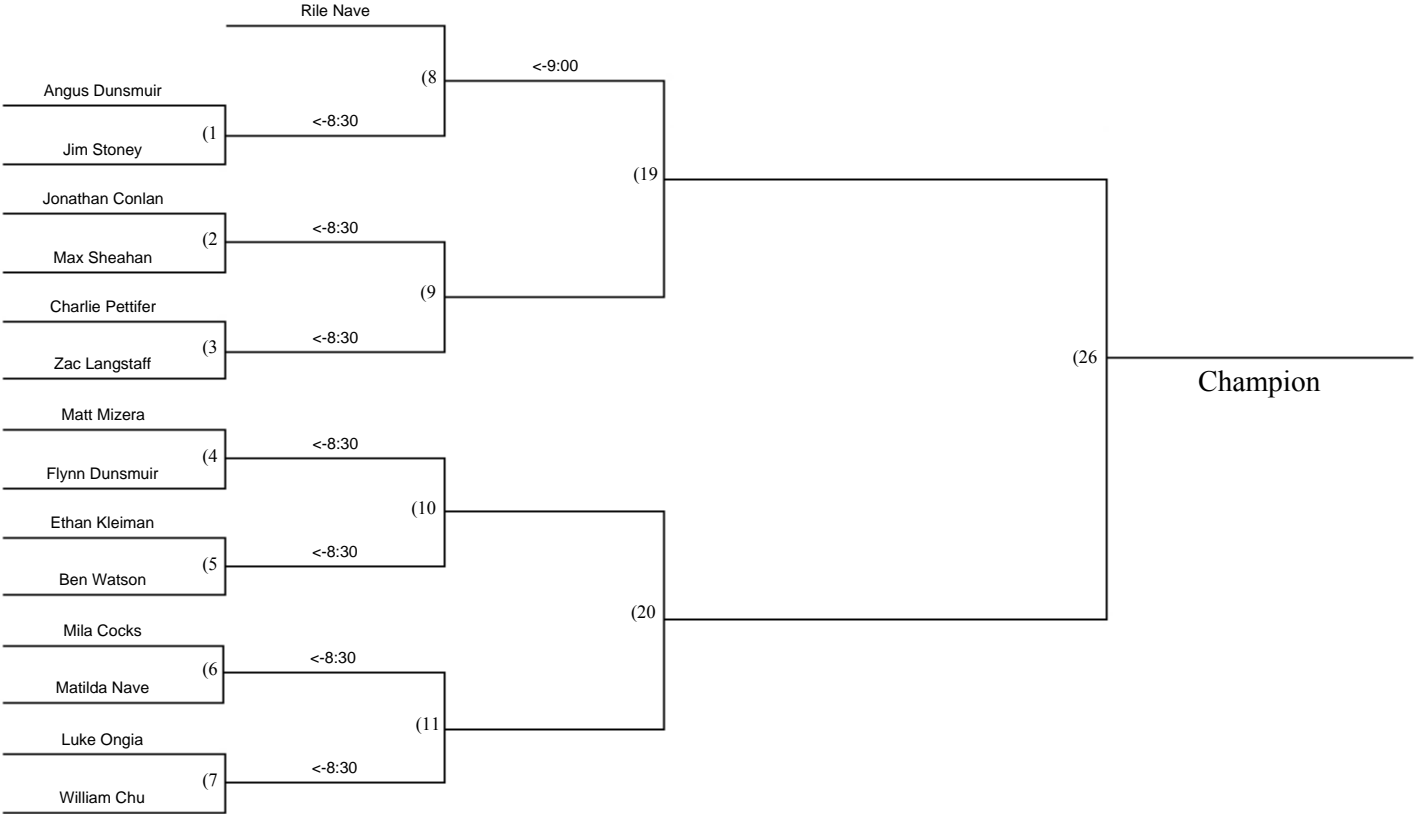 Rile Nave
(8
<-9:00
Angus Dunsmuir
(1
<-8:30
Jim Stoney
(19
Jonathan Conlan
(2
<-8:30
Max Sheahan
(9
Charlie Pettifer
(3
<-8:30
Zac Langstaff
(26
Champion
Matt Mizera
(4
<-8:30
Flynn Dunsmuir
(10
Ethan Kleiman
(5
<-8:30
Ben Watson
(20
Mila Cocks
(6
<-8:30
Matilda Nave
(11
Luke Ongia
(7
<-8:30
William Chu